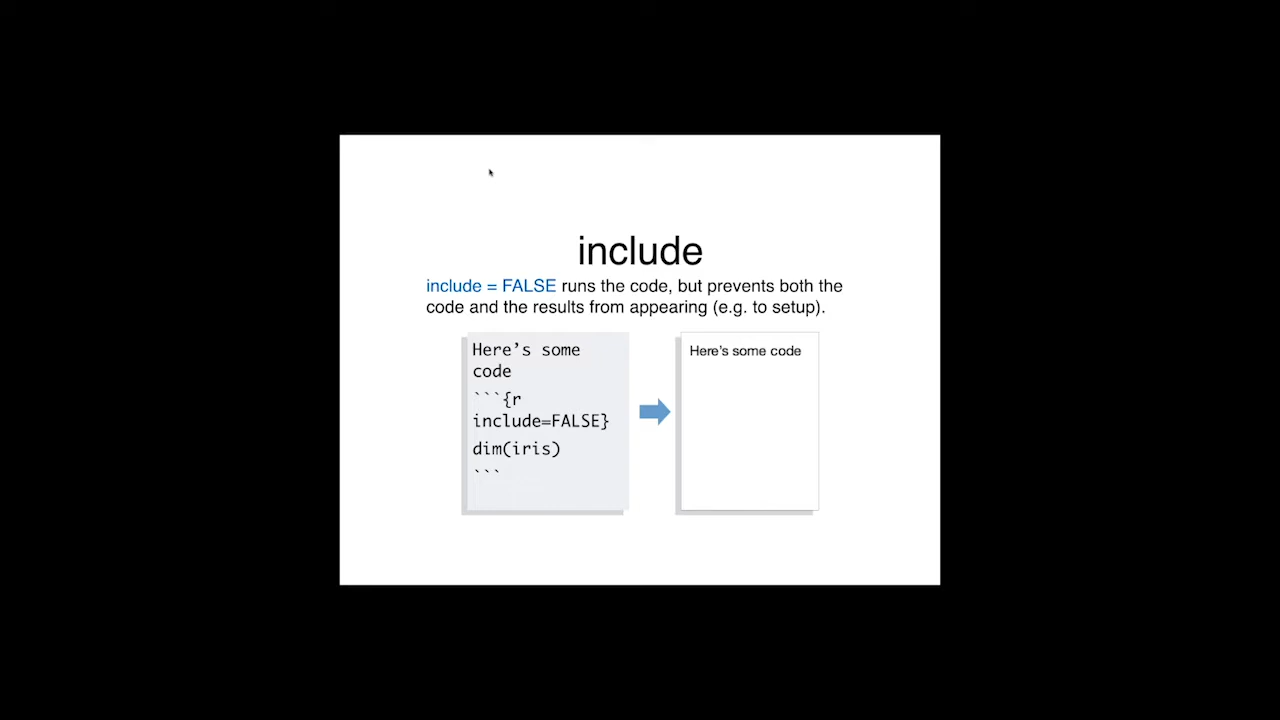 include
include = FALSE runs the code, but prevents both the
code and the results from appearing (e.g. to setup).
Here’s some
code
```{r
include=FALSE}
dim(iris)
```
Here’s some code